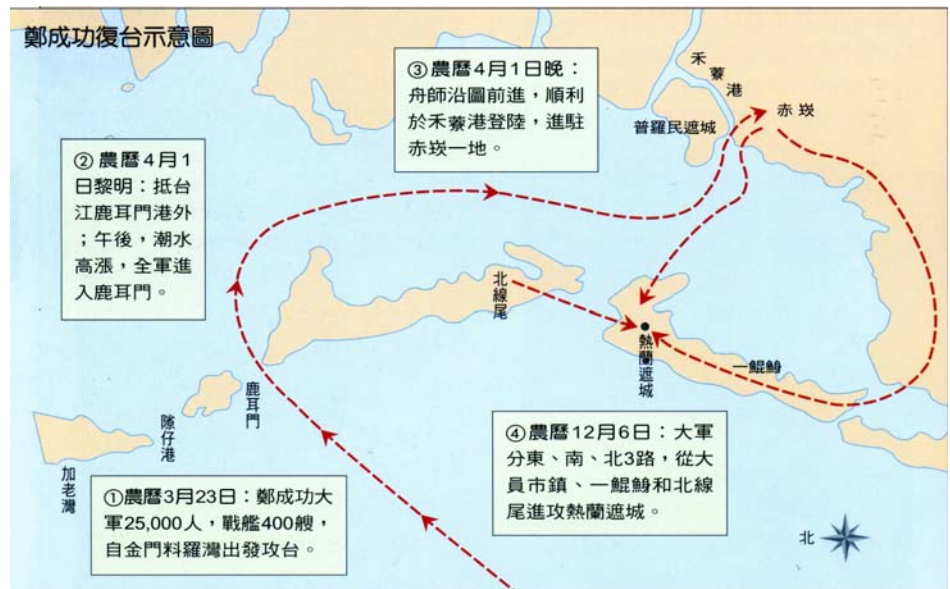 鄭成功復台示意圖
③農曆4月1日晚：
舟師沿圖前進，順利
於禾藔港登陸，進駐
赤崁一地。
禾藔港
赤崁
普羅民遮城
②農曆4月1
日黎明：抵台
江鹿耳門港外
；午後，潮水
高漲，全軍進
入鹿耳門。
北線尾
熱蘭遮城
一鯤鯓
鹿耳門
隙仔港
加老灣
①農曆3月23日：鄭成功大
軍25,000人，戰艦400艘，
自金門料羅灣出發攻台。
④農曆12月6日：大軍
分東、南、北3路，從大
員市鎮、一鯤鯓和北線
尾進攻熱蘭遮城。
北